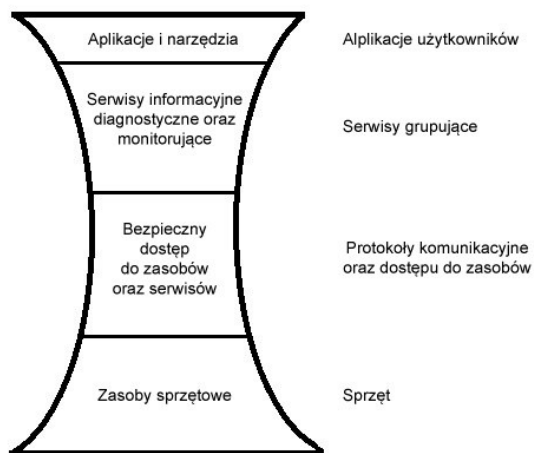 Aplikacje i narzędzia
Alplikacje użytkowników
Serwisy informacyjne
diagnostyczne oraz
monitorujące
Serwisy grupujące
Bezpieczny
dostęp
do zasobów
oraz serwisów
Protokoły komunikacyjne
oraz dostępu do zasobów
Zasoby sprzętowe
Sprzęt